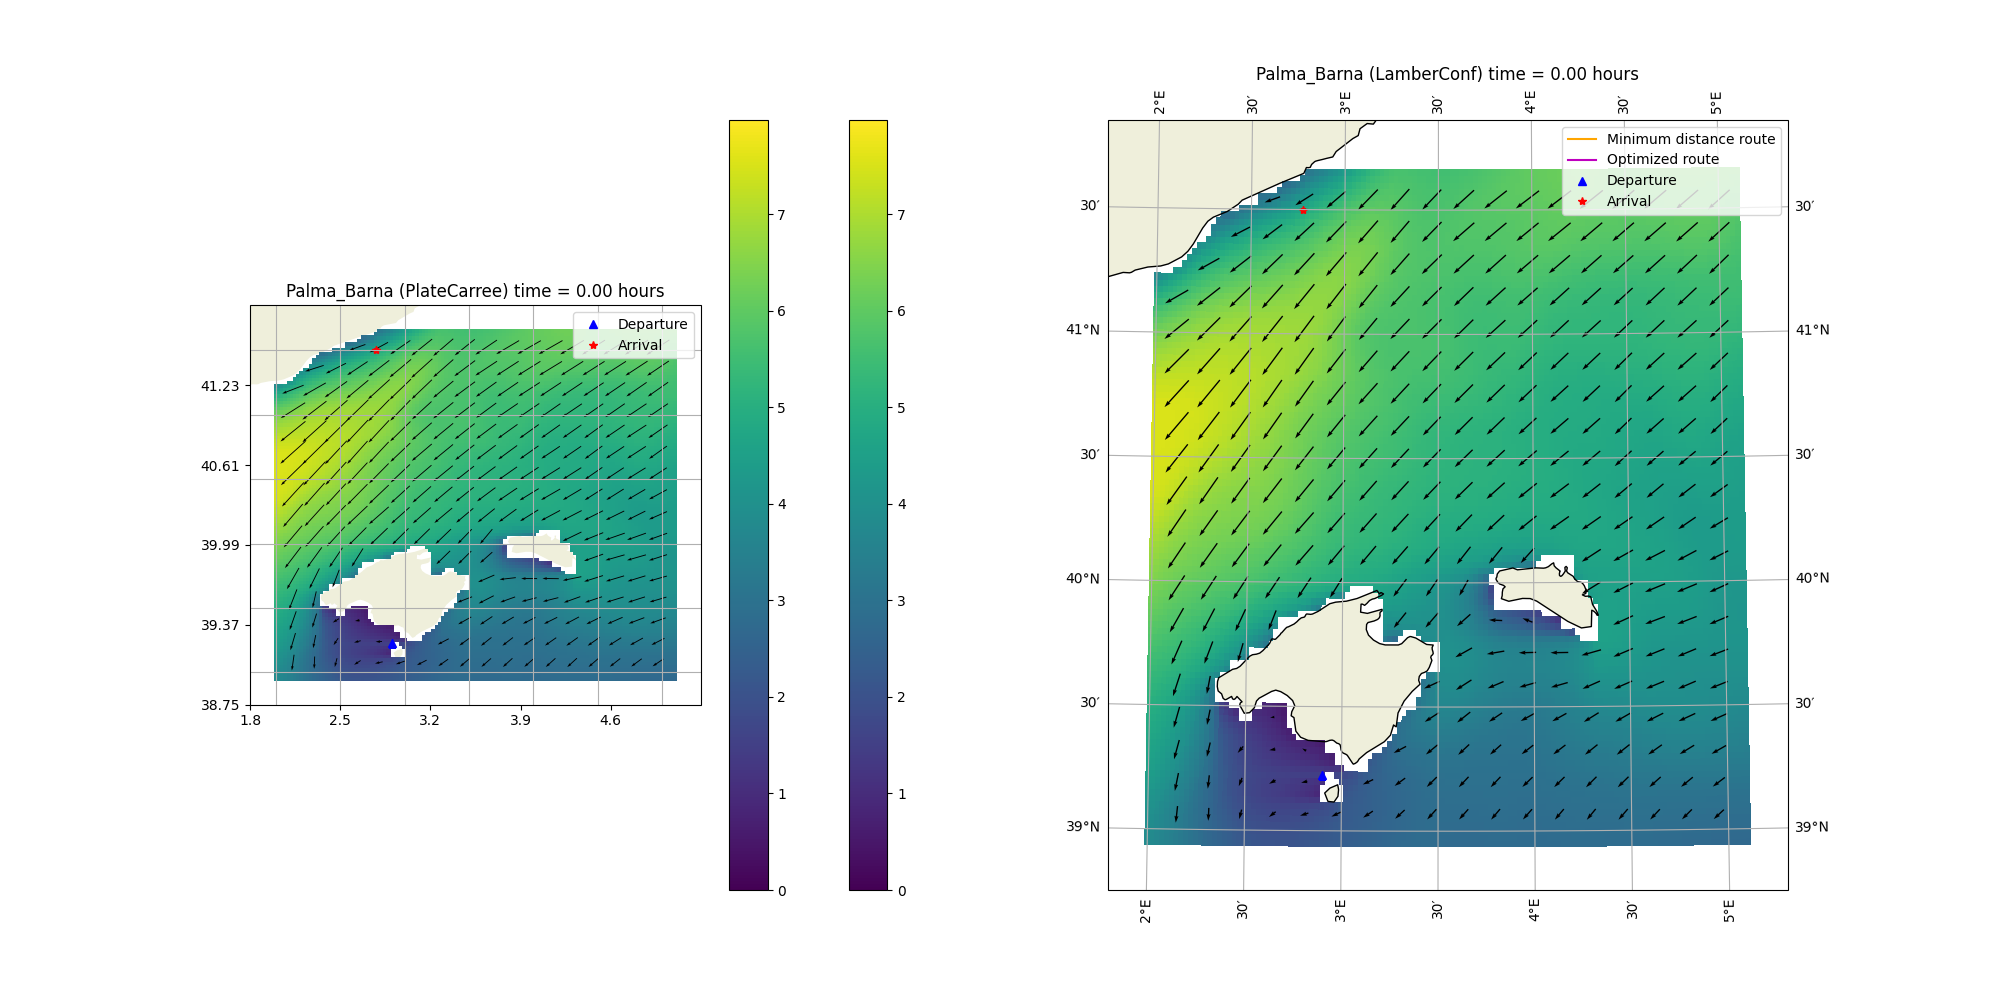 Palma_Barna (PlateCarree) time = 0.00 hours
Departure
Arrival
41.23
40.61
39.99
39.37
38.75
1.8 2.5 3.2 3.9 4.6
7
6
5
4
3
2
1
0
7
6
5
4
3
2
1
0
Palma_Barna (LamberConf) time = 0.00 hours
2°E 30′ 3°E 30′ 4°E 30′ 5°E
Minimum distance route
Optimized route
Departure
Arrival
30′ 30′
41°N 41°N
30′ 30′
40°N 40°N
30′ 30′
39°N 39°N
2°E 30′ 3°E 30′ 4°E 30′ 5°E